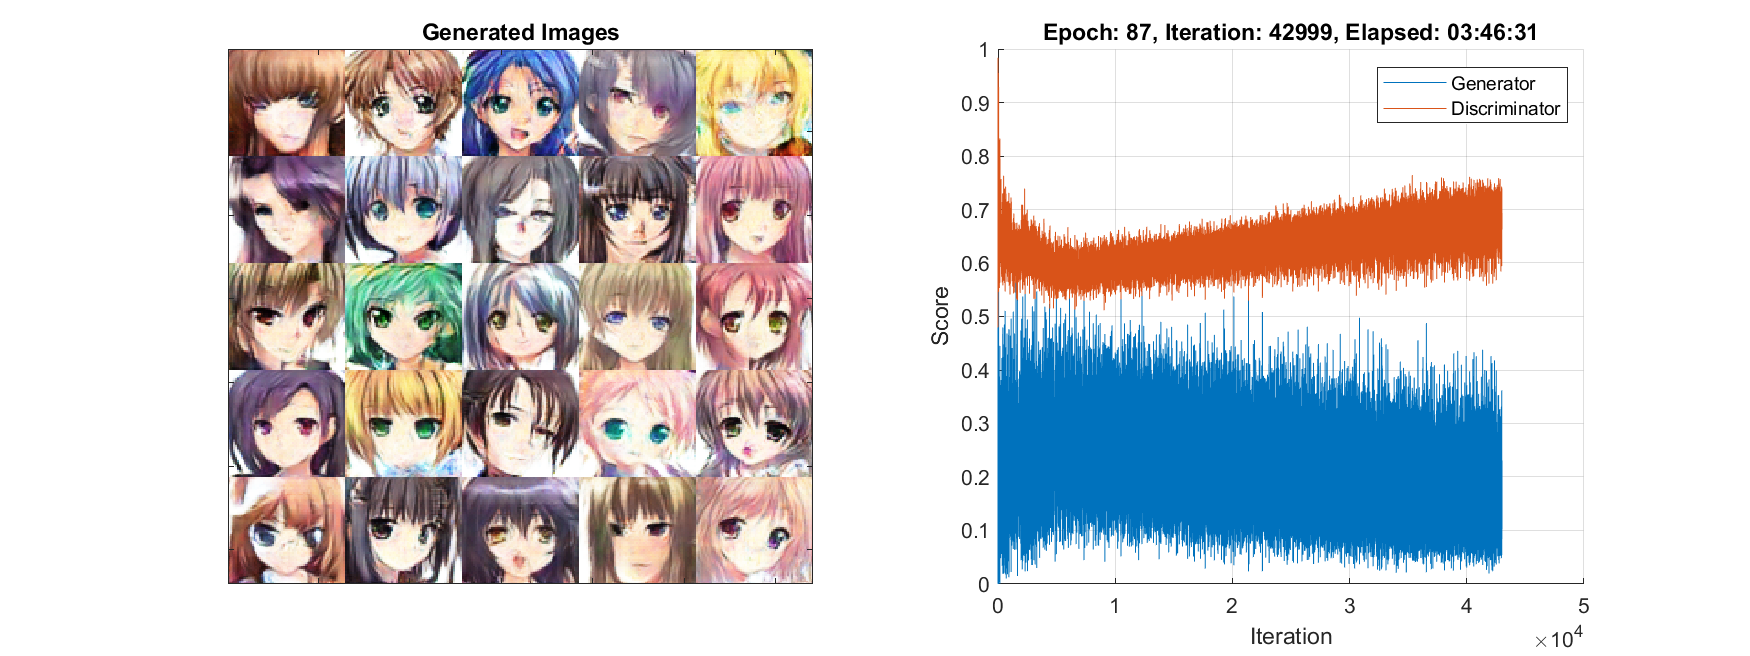 Generated Images
Epoch: 87, Iteration: 42999, Elapsed: 03:46:31
Generator
Discriminator
Score
1
0.9
0.8
0.7
0.6
0.5
0.4
0.3
0.2
0.1
0
0 1 2 3 4 5
Iteration
×10^4